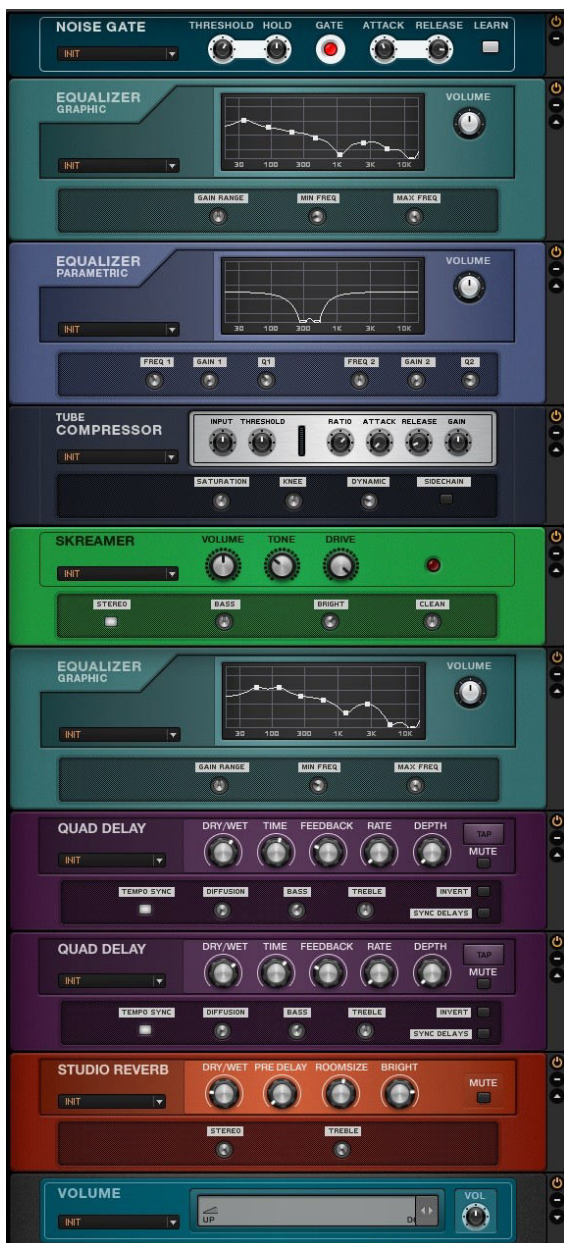 NOISE GATE THRESHOLD HOLD GATE ATTACK RELEASE LEARN
INIT
EQUALIZER
GRAPHIC
VOLUME
30 100 300 1K 3K 10K
INIT
GAIN RANGE MIN FREQ MAX FREQ
EQUALIZER
PARAMETRIC
VOLUME
30 100 300 1K 3K 10K
INIT
FREQ 1 GAIN 1 Q1 FREQ 2 GAIN 2 Q2
TUBE
COMPRESSOR
INPUT THRESHOLD RATIO ATTACK RELEASE GAIN
INIT
SATURATION KNEE DYNAMIC SIDECHAIN
SKREAMER VOLUME TONE DRIVE
INIT
STEREO BASS BRIGHT CLEAN
EQUALIZER
GRAPHIC
VOLUME
30 100 300 1K 3K 10K
INIT
GAIN RANGE MIN FREQ MAX FREQ
QUAD DELAY DRY/WET TIME FEEDBACK RATE DEPTH TAP
MUTE
INIT
TEMPO SYNC DIFFUSION BASS TREBLE INVERT
SYNC DELAYS
QUAD DELAY DRY/WET TIME FEEDBACK RATE DEPTH TAP
MUTE
INIT
TEMPO SYNC DIFFUSION BASS TREBLE INVERT
SYNC DELAYS
STUDIO REVERB DRY/WET PRE DELAY ROOMSIZE BRIGHT
MUTE
INIT
STEREO TREBLE
VOLUME VOL
INIT
UP